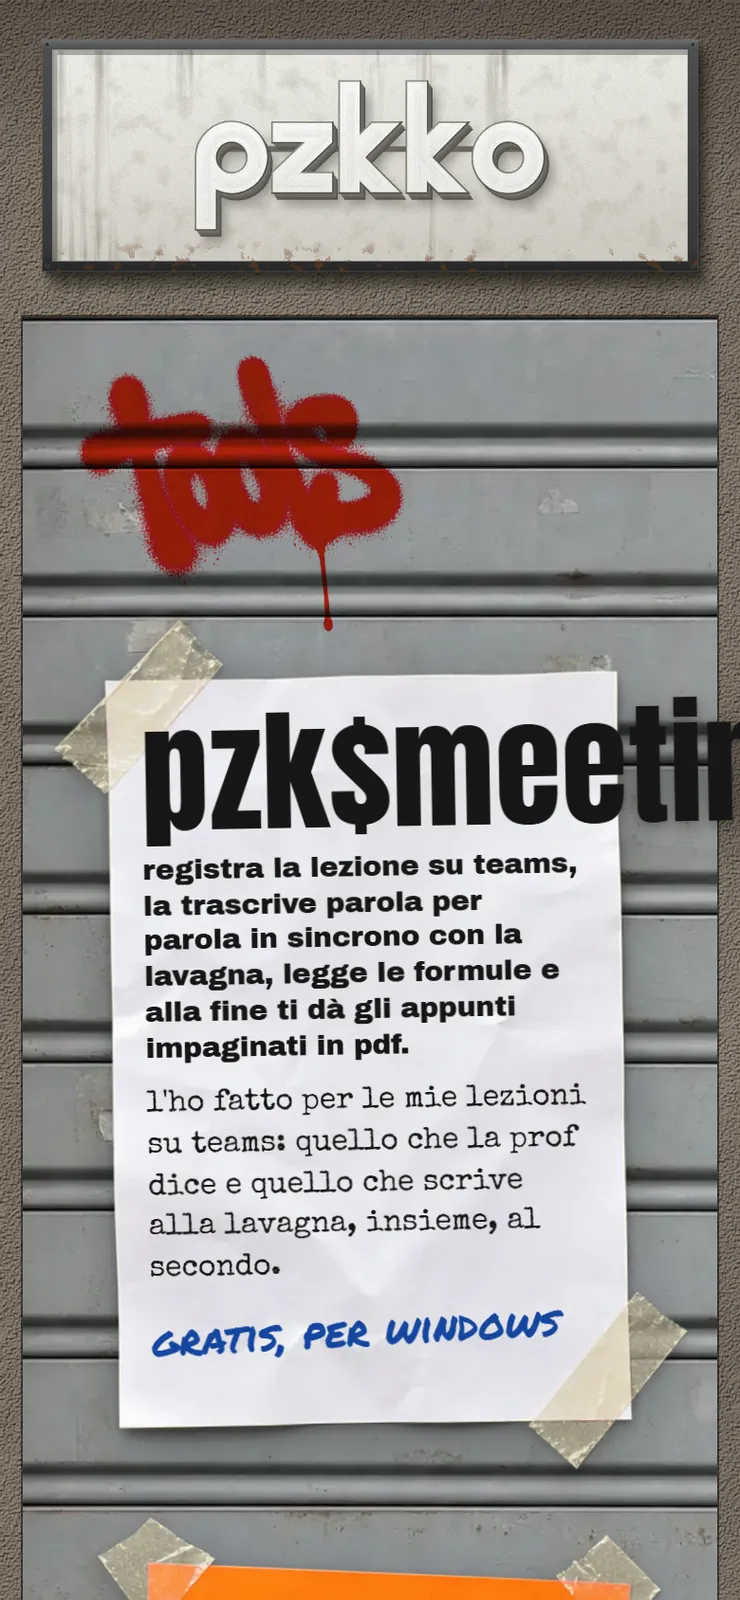 pzkko
tools
pzk$meetin
registra la lezione su teams,
la trascrive parola per
parola in sincrono con la
lavagna, legge le formule e
alla fine ti dà gli appunti
impaginati in pdf.
l'ho fatto per le mie lezioni
su teams: quello che la prof
dice e quello che scrive
alla lavagna, insieme, al
secondo.
GRATIS, PER WINDOWS